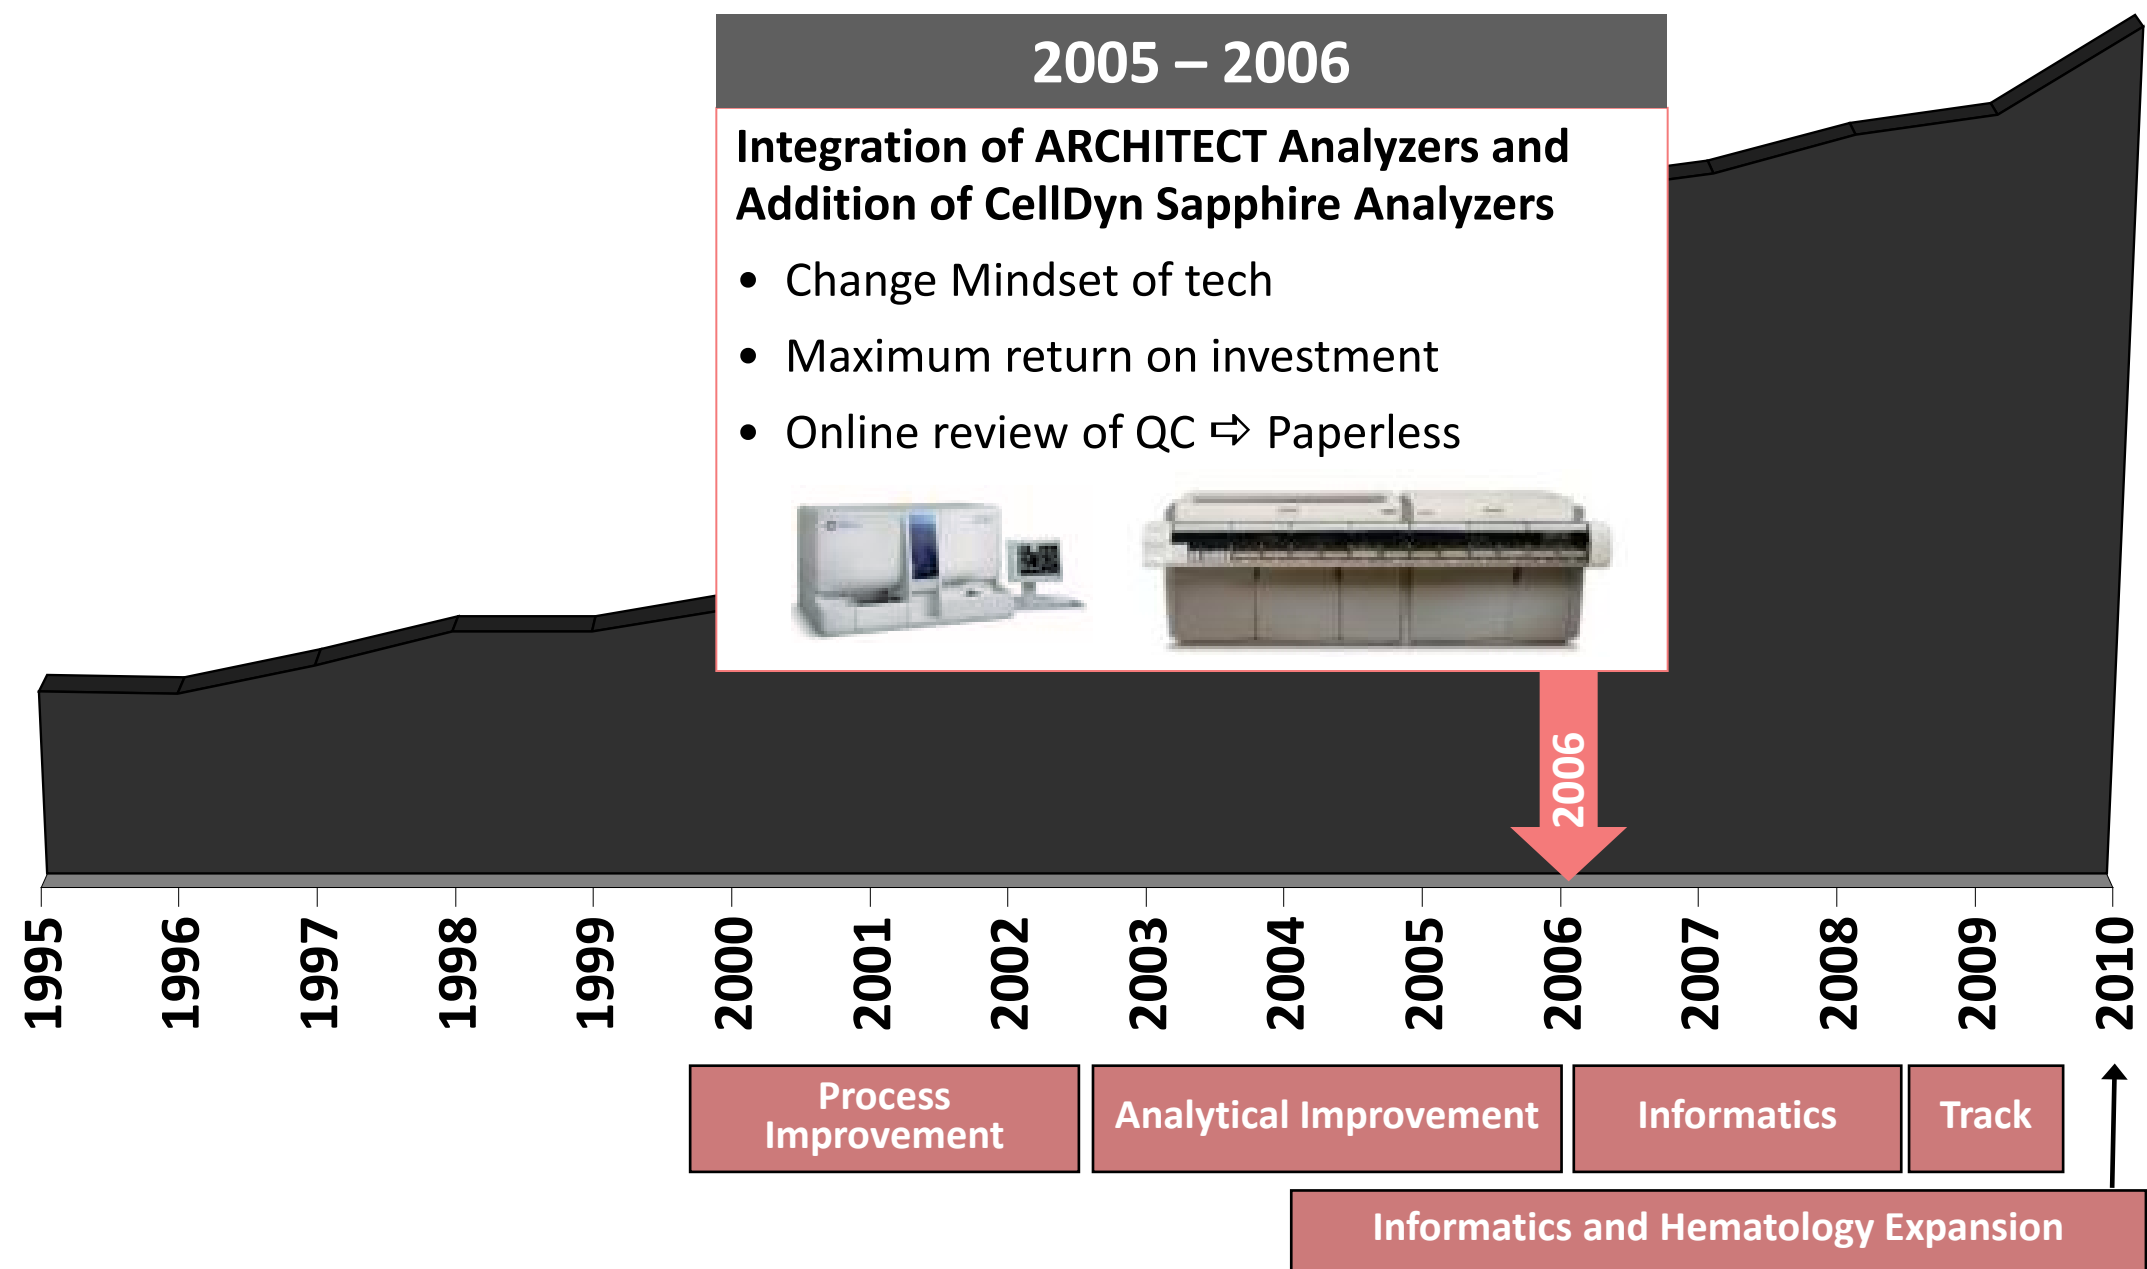 2005 – 2006
Integration of ARCHITECT Analyzers and
Addition of CellDyn Sapphire Analyzers
• Change Mindset of tech
• Maximum return on investment
• Online review of QC ⇨ Paperless
2006
1995
1996
1997
1998
1999
2000
2001
2002
2003
2004
2005
2006
2007
2008
2009
2010
Process
Improvement
Analytical Improvement
Informatics
Track
Informatics and Hematology Expansion